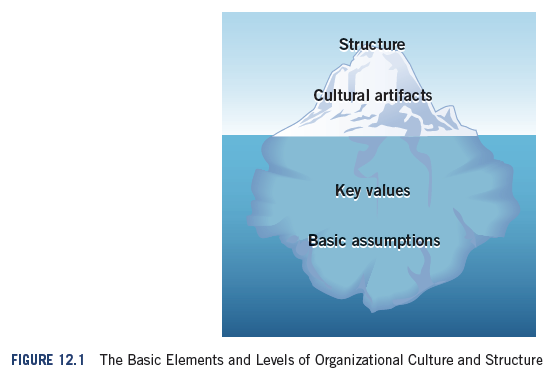 Structure
Cultural artifacts
Key values
Basic assumptions
FIGURE 12.1 The Basic Elements and Levels of Organizational Culture and Structure